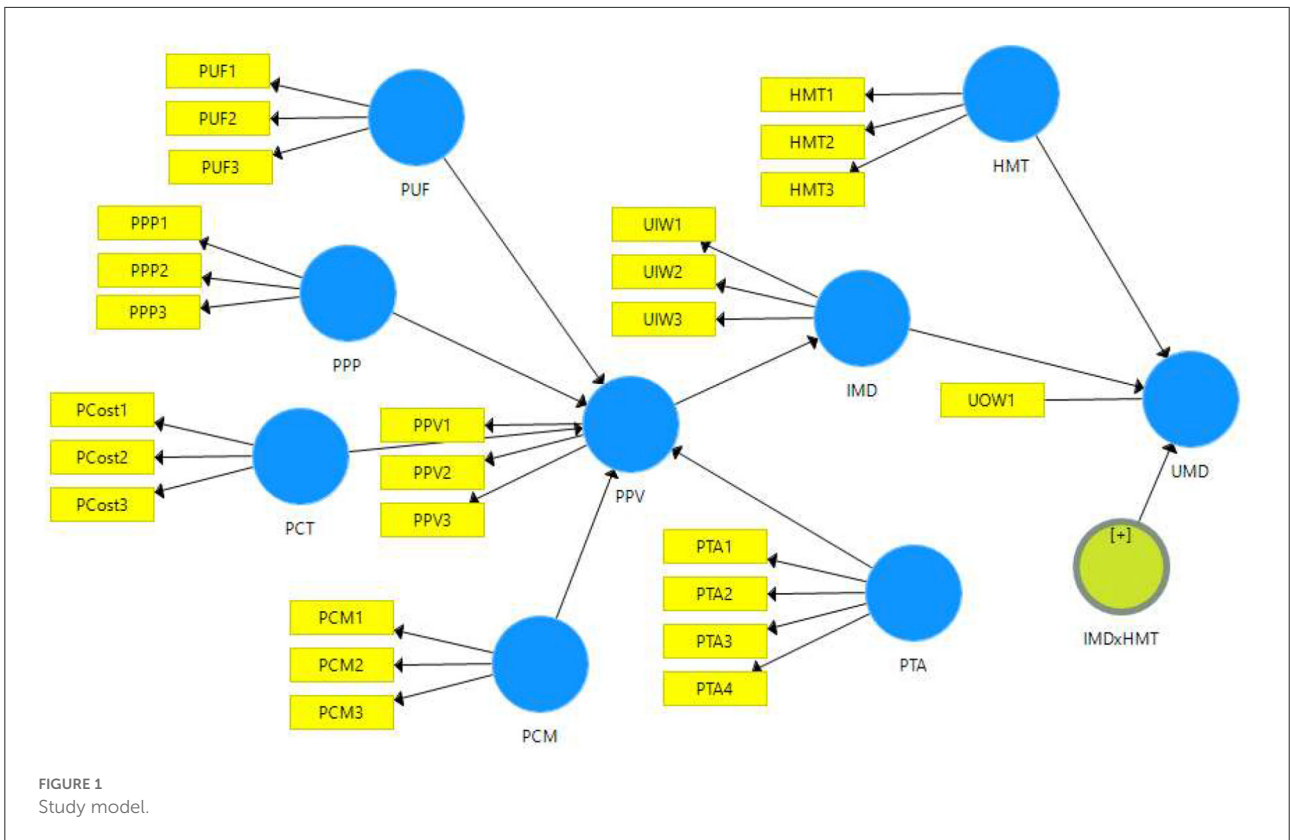 PUF1
PUF2
PUF3
PUF
HMT1
HMT2
HMT3
HMT
PPP1
PPP2
PPP3
PPP
UIW1
UIW2
UIW3
IMD
PCost1
PCost2
PCost3
PCT
PPV1
PPV2
PPV3
PPV
UOW1
UMD
[+]
IMDxHMT
PTA1
PTA2
PTA3
PTA4
PTA
PCM1
PCM2
PCM3
PCM
FIGURE 1
Study model.